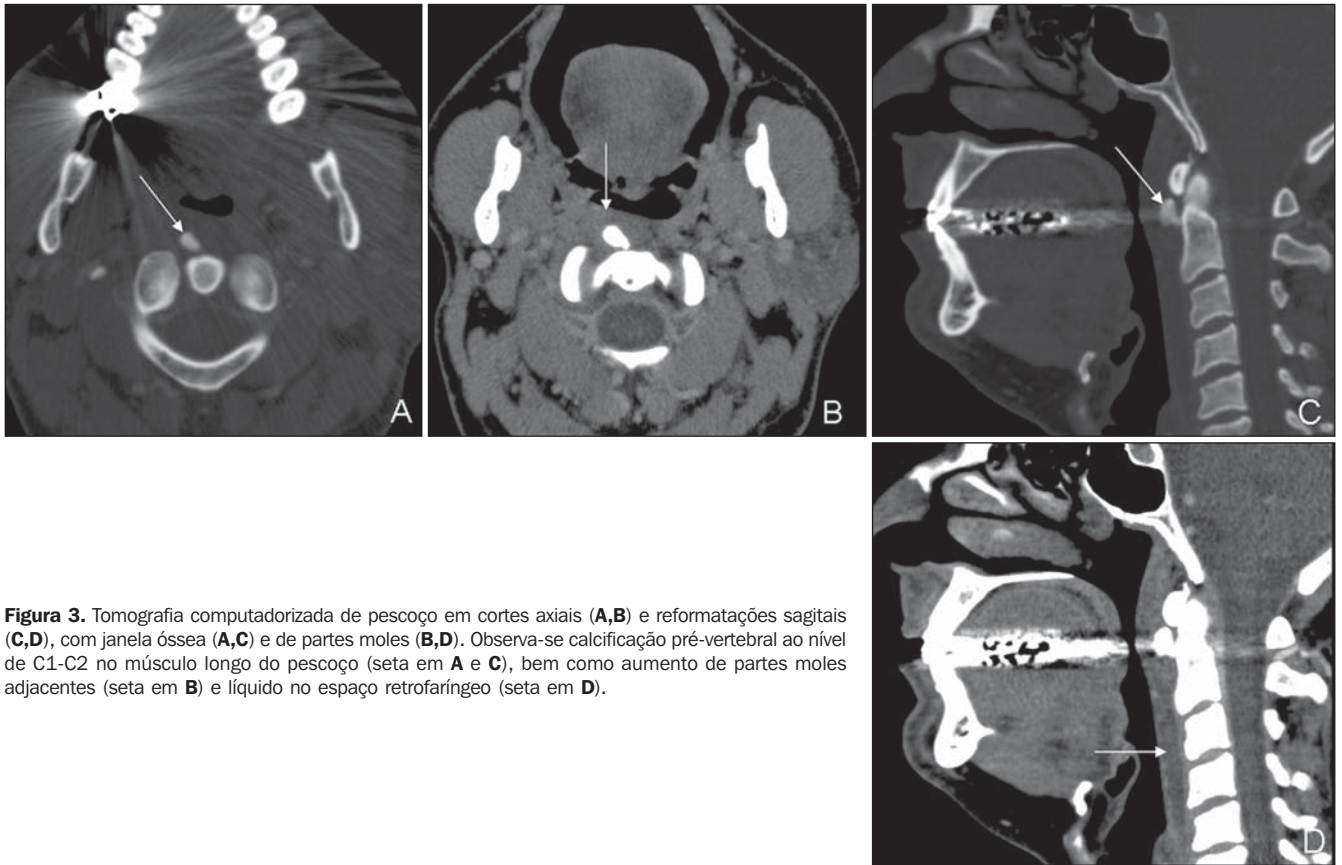 A
B
C
D
Figura 3. Tomografia computadorizada de pescoço em cortes axiais (A,B) e reformatações sagitais
(C,D), com janela óssea (A,C) e de partes moles (B,D). Observa-se calcificação pré-vertebral ao nível
de C1-C2 no músculo longo do pescoço (seta em A e C), bem como aumento de partes moles
adjacentes (seta em B) e líquido no espaço retrofaríngeo (seta em D).